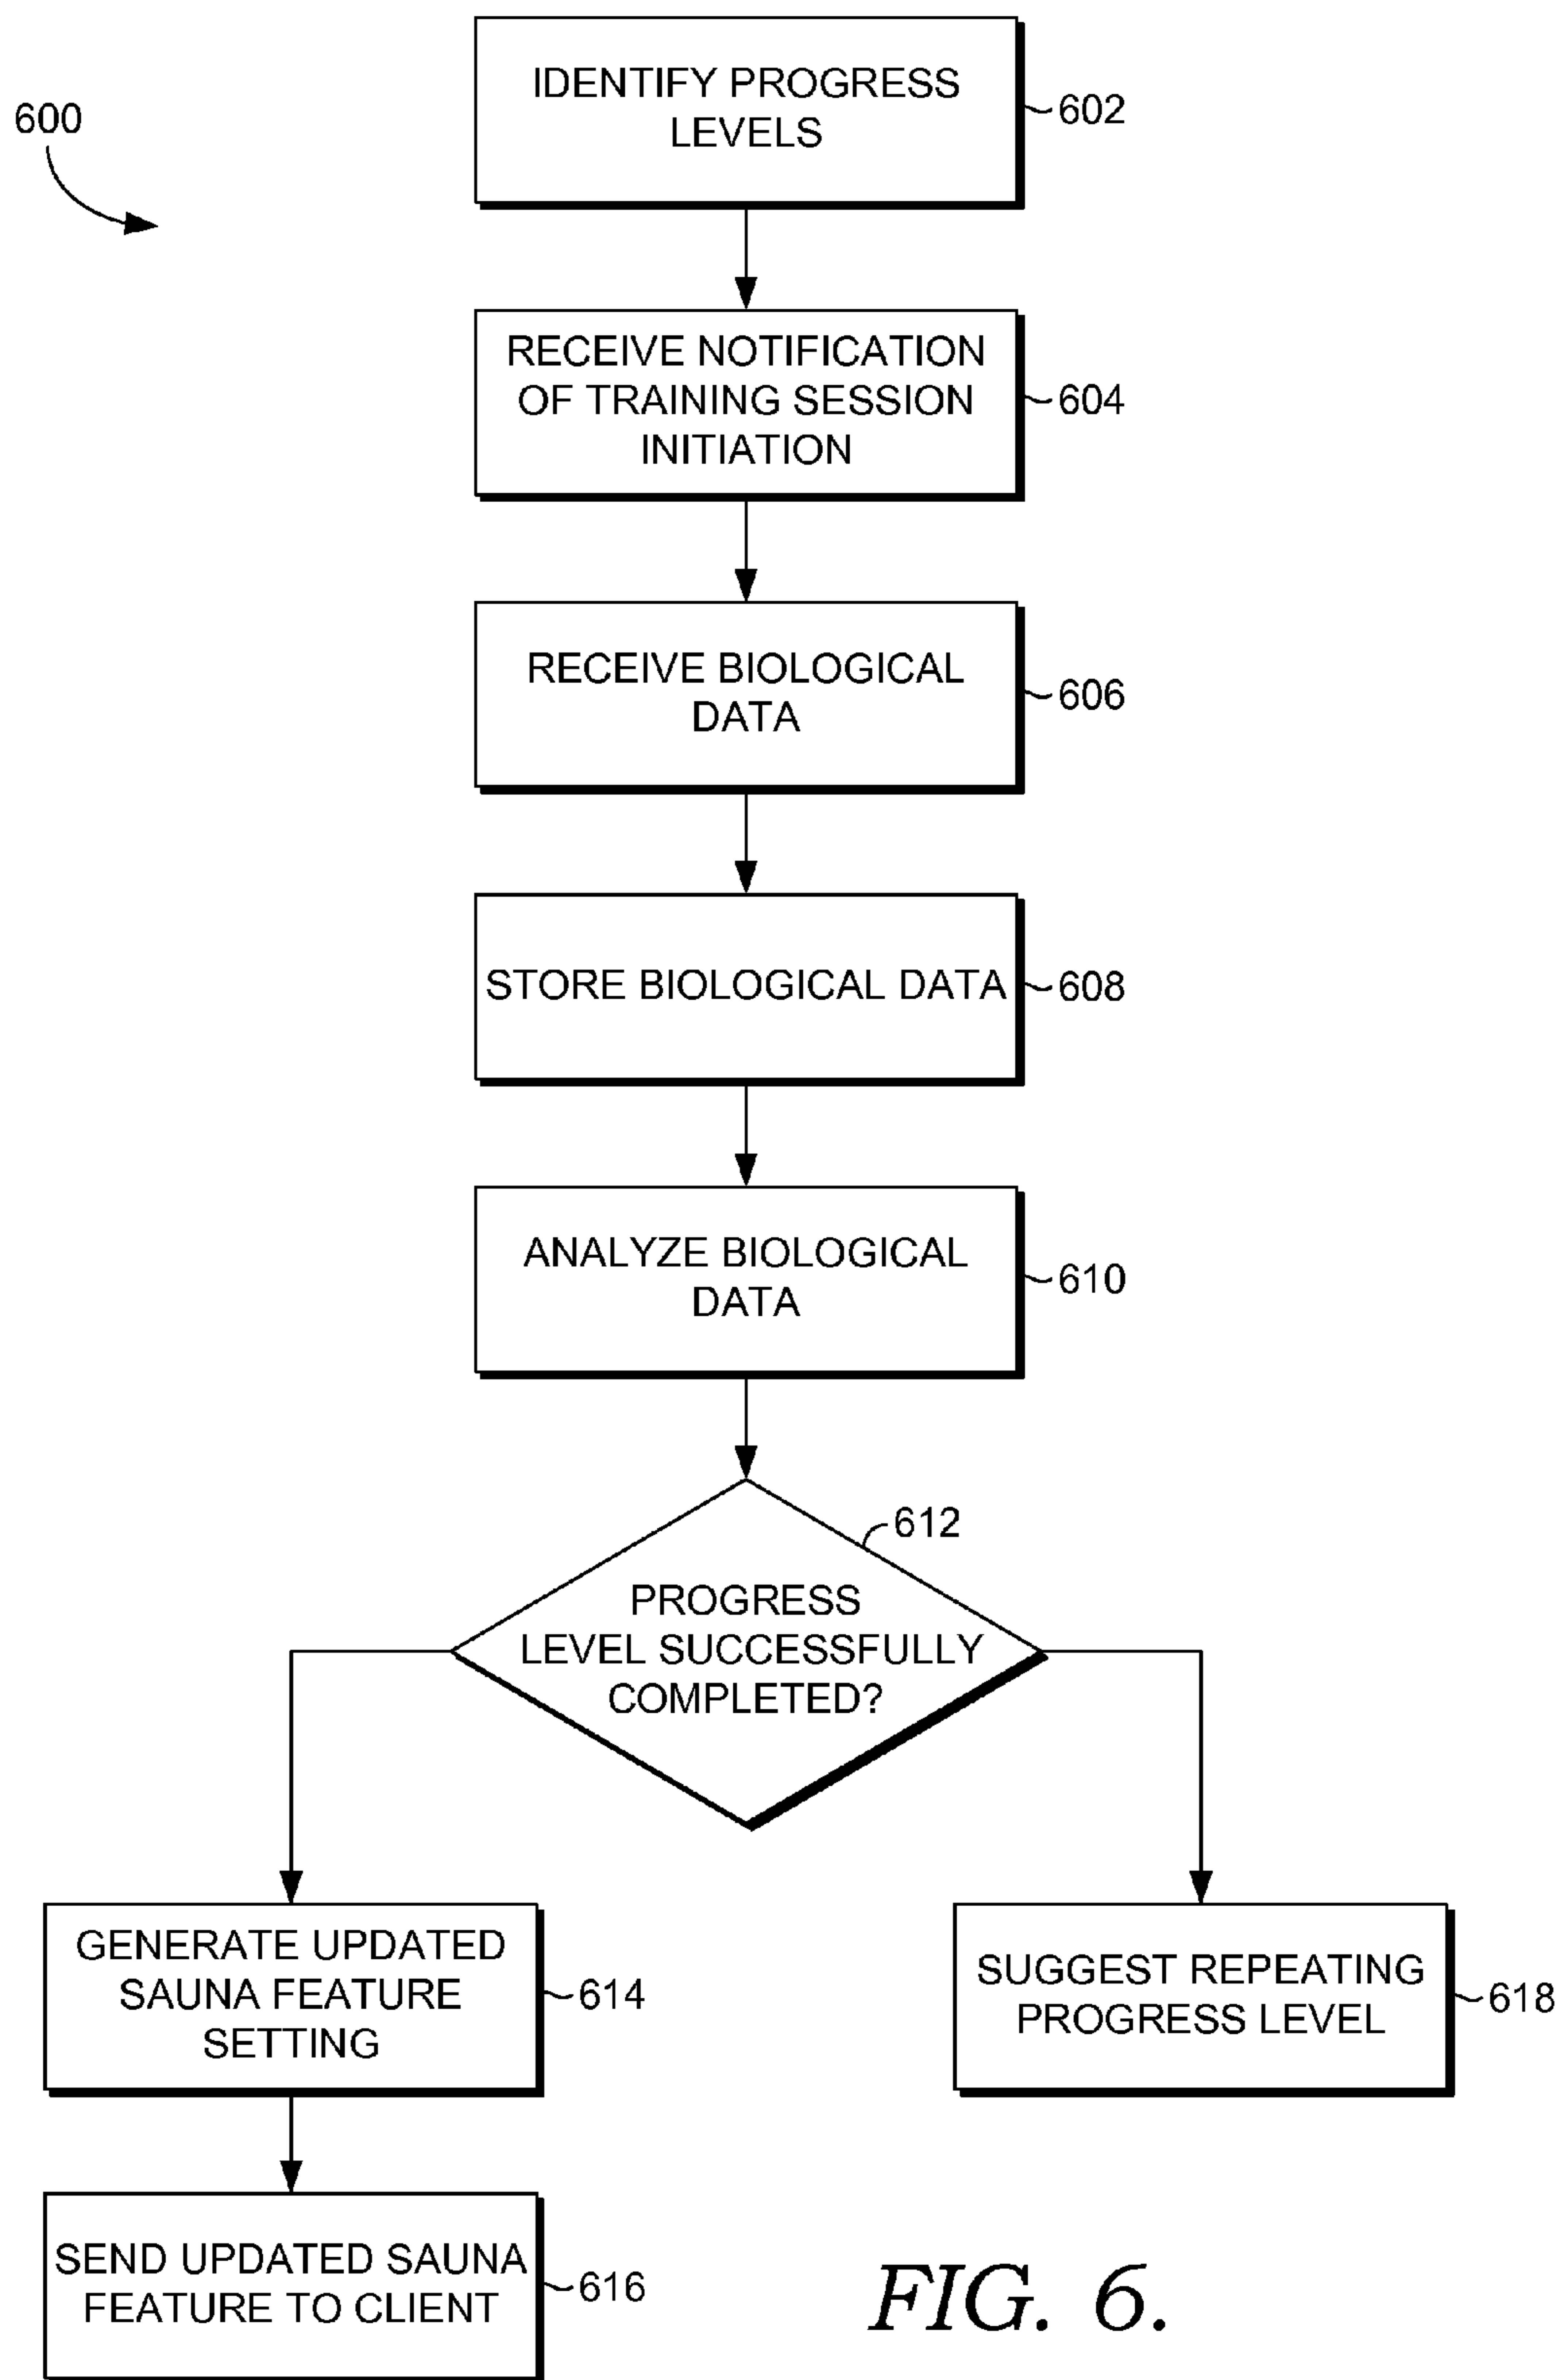 600
IDENTIFY PROGRESS
LEVELS
602
RECEIVE NOTIFICATION
OF TRAINING SESSION
INITIATION
604
RECEIVE BIOLOGICAL
DATA
606
STORE BIOLOGICAL DATA
608
ANALYZE BIOLOGICAL
DATA
610
612
PROGRESS
LEVEL SUCCESSFULLY
COMPLETED?
GENERATE UPDATED
SAUNA FEATURE
SETTING
614
SUGGEST REPEATING
PROGRESS LEVEL
618
SEND UPDATED SAUNA
FEATURE TO CLIENT
616
FIG. 6.